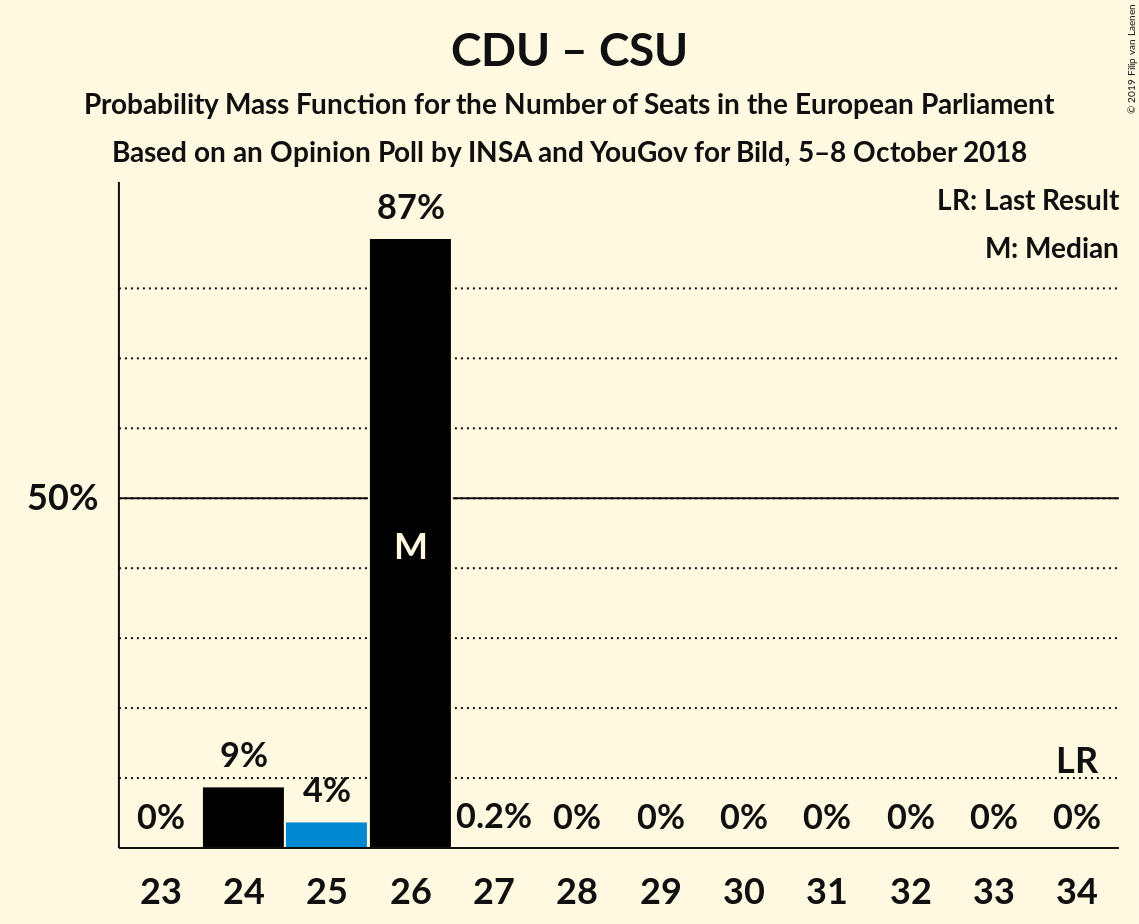 CDU – CSU
Probability Mass Function for the Number of Seats in the European Parliament
Based on an Opinion Poll by INSA and YouGov for Bild, 5–8 October 2018
© 2019 Filip van Laenen
LR: Last Result
M: Median
87%
50%
M
9%
4%
LR
0%
0.2%
0%
0%
0%
0%
0%
0%
0%
23 24 25 26 27 28 29 30 31 32 33 34